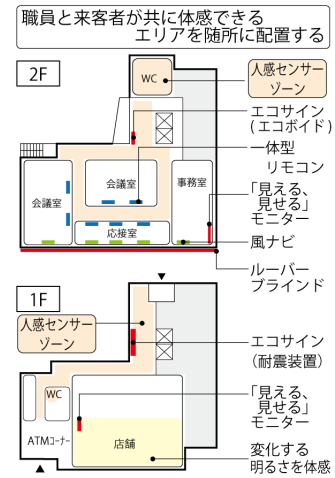 職員と来客者が共に体感できる
エリアを随所に配置する
2F
WC
人感センサー
ゾーン
エコサイン
(エコボイド)
一体型
リモコン
会議室
会議室
事務室
応接室
「見える、
見せる」
モニター
風ナビ
ルーバー
ブラインド
1F
人感センサー
ゾーン
エコサイン
(耐震装置)
WC
「見える、
見せる」
モニター
ATMコーナー
店舗
変化する
明るさを体感